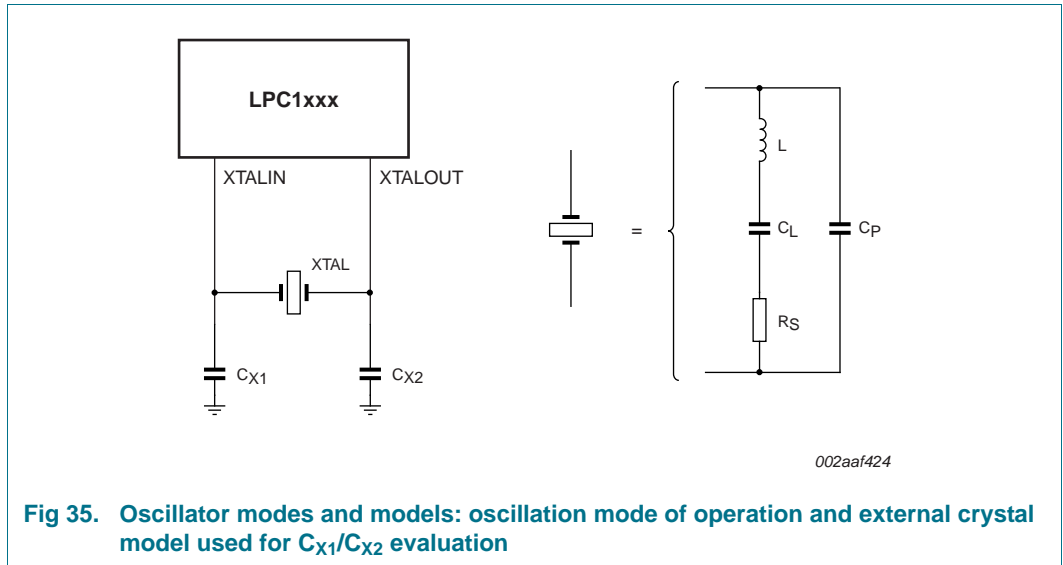 LPC1xxx
XTALIN
XTALOUT
XTAL
CX1
CX2
=
L
CL
CP
RS
002aaf424
Fig 35. Oscillator modes and models: oscillation mode of operation and external crystal
model used for CX1/CX2 evaluation